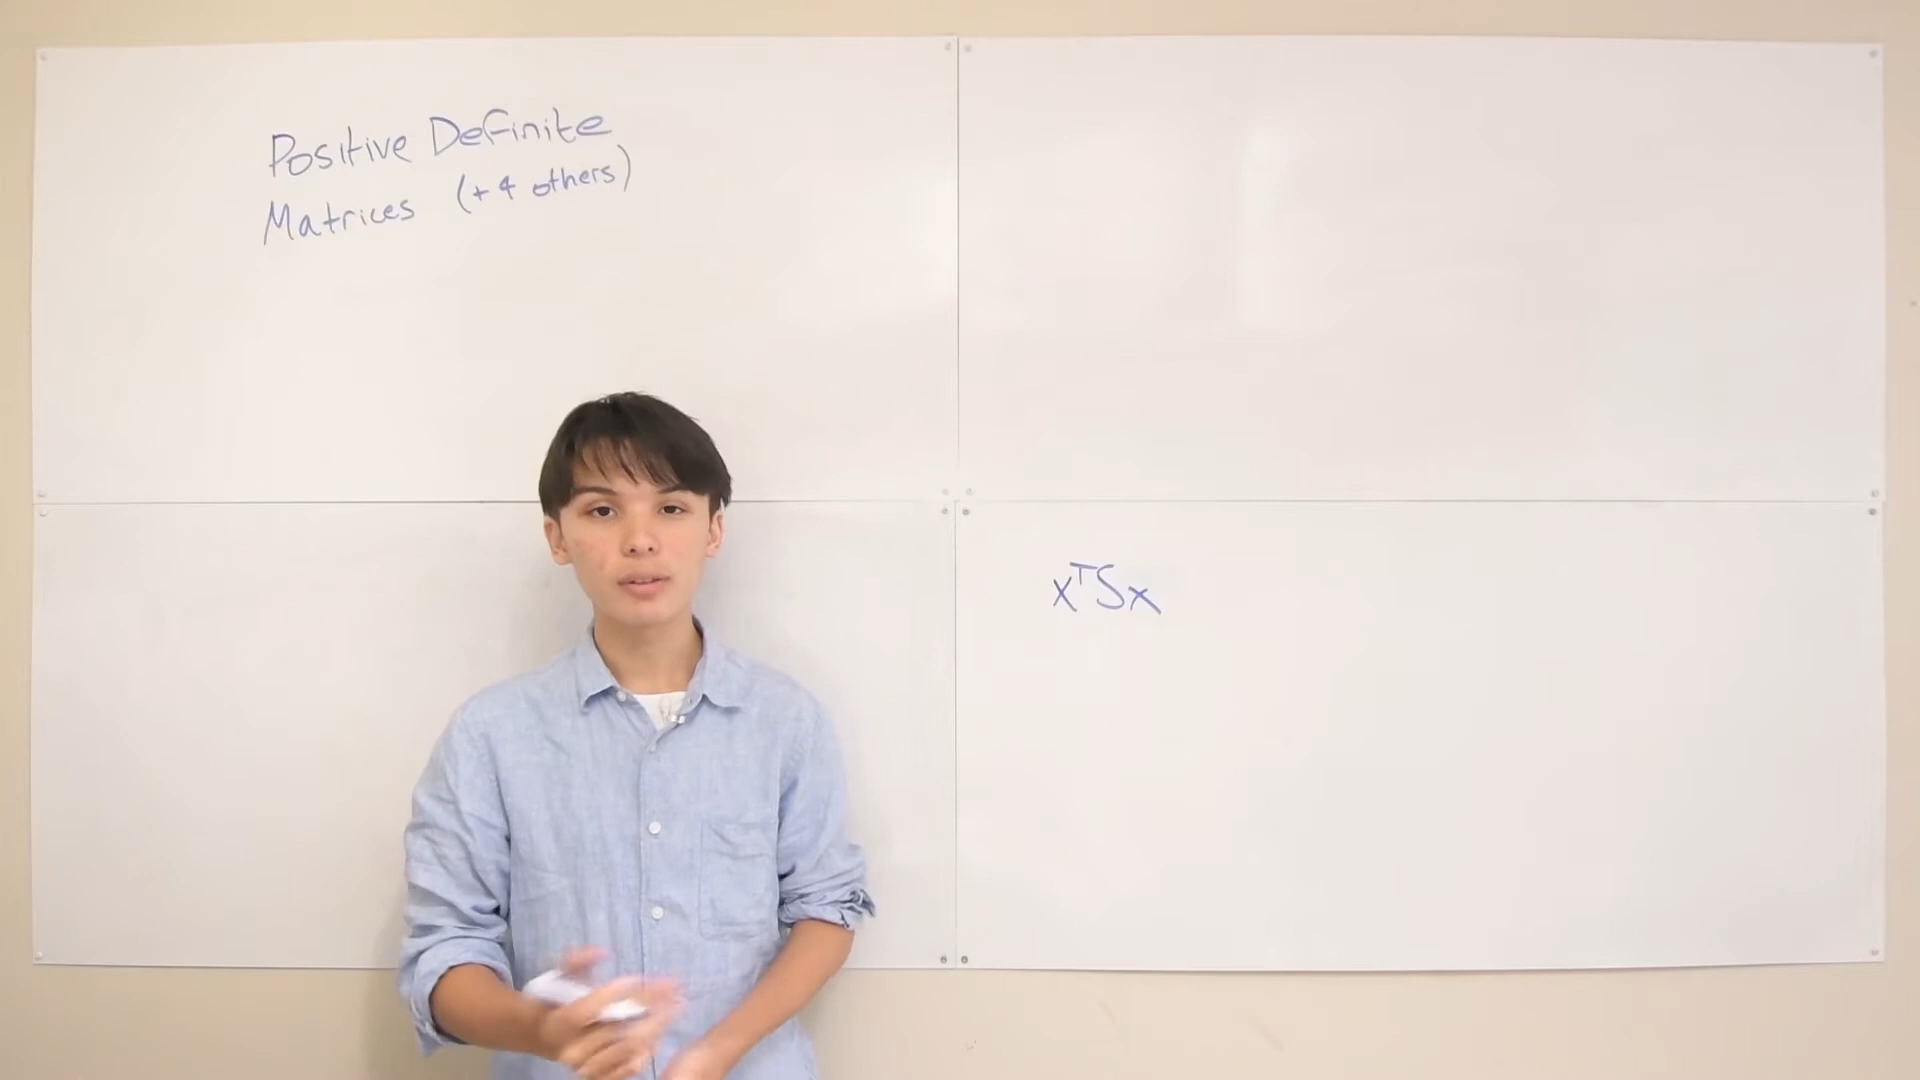 Positive Definite
Matrices (+ 4 others)
xᵀSx